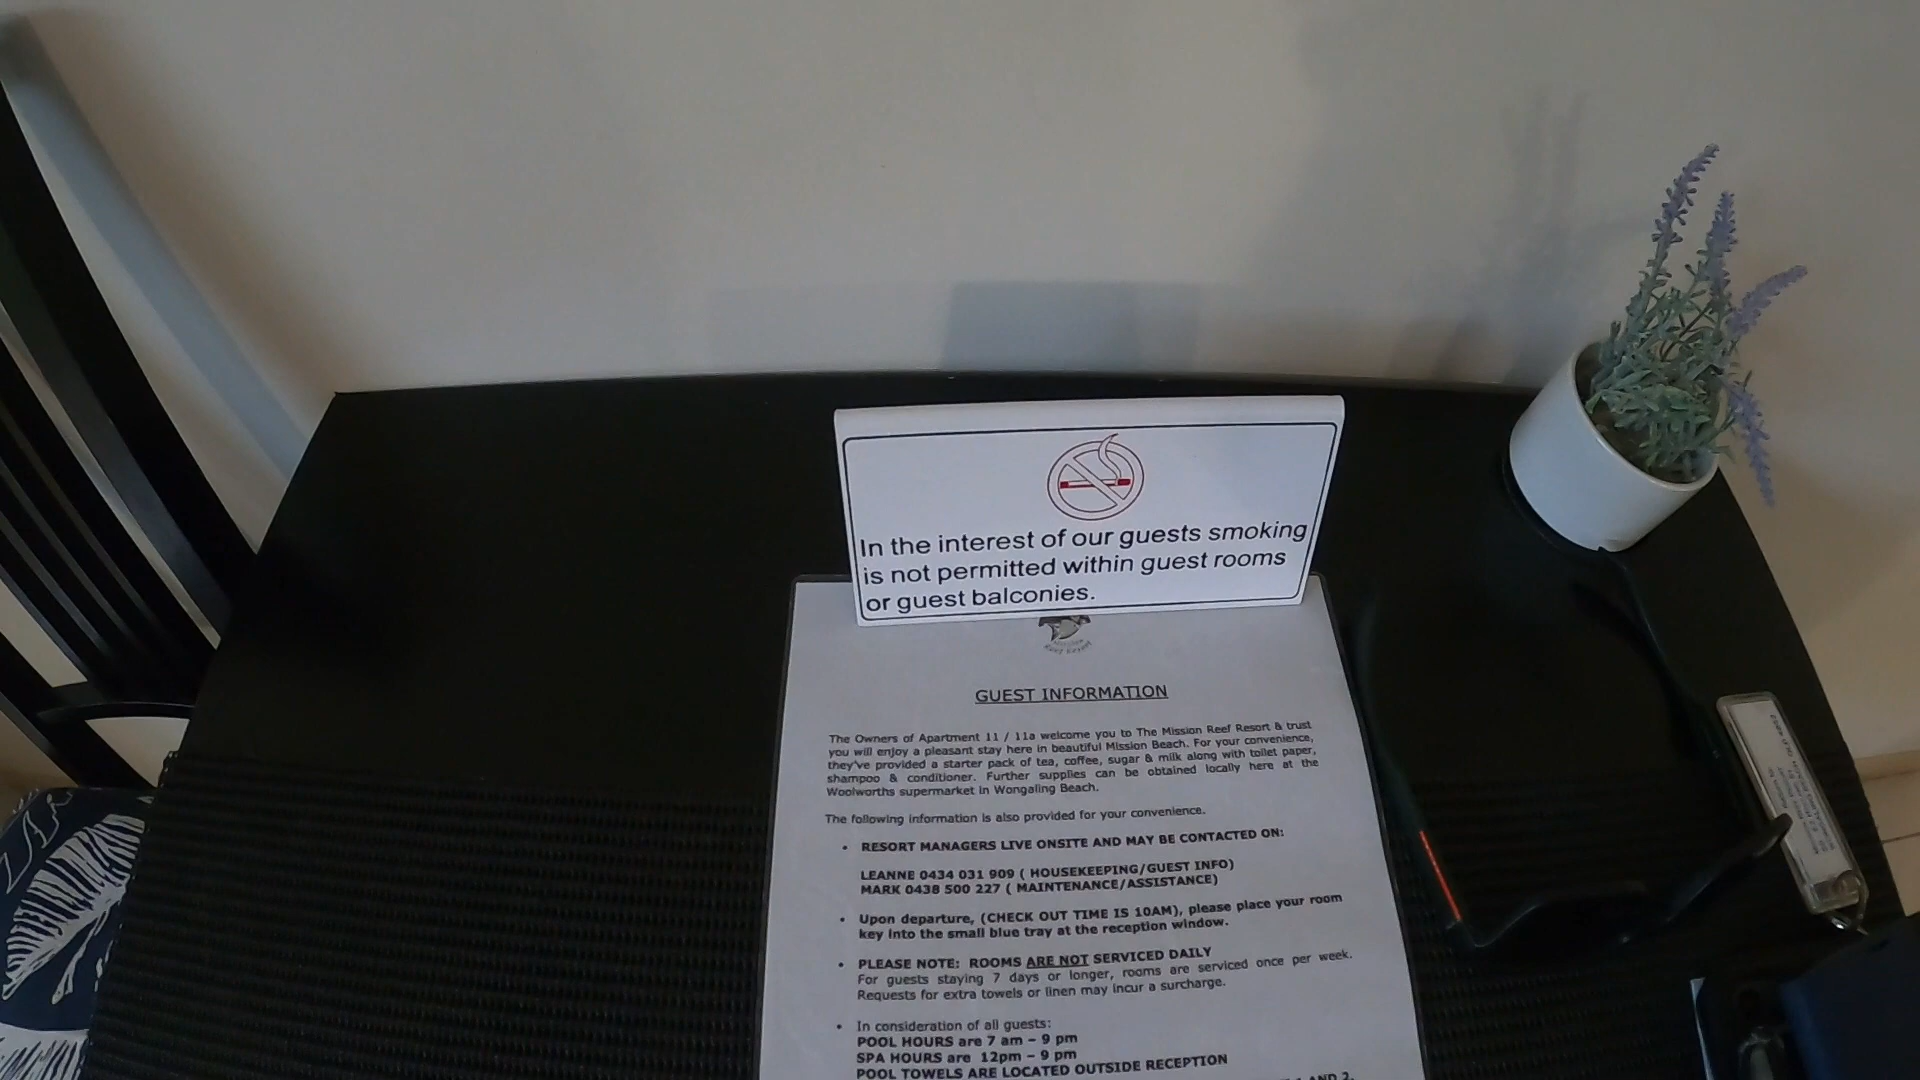 In the interest of our guests smoking
is not permitted within guest rooms
or guest balconies.
Reef Resort
GUEST INFORMATION
The Owners of Apartment 11 / 11a welcome you to The Mission Reef Resort & trust
you will enjoy a pleasant stay here in beautiful Mission Beach. For your convenience,
they've provided a starter pack of tea, coffee, sugar & milk along with toilet paper,
shampoo & conditioner. Further supplies can be obtained locally here at the
Woolworths supermarket in Wongaling Beach.
The following information is also provided for your convenience.
• RESORT MANAGERS LIVE ONSITE AND MAY BE CONTACTED ON:
LEANNE 0434 031 909 ( HOUSEKEEPING/GUEST INFO)
MARK 0438 500 227 ( MAINTENANCE/ASSISTANCE)
• Upon departure, (CHECK OUT TIME IS 10AM), please place your room
key into the small blue tray at the reception window.
• PLEASE NOTE: ROOMS ARE NOT SERVICED DAILY
For guests staying 7 days or longer, rooms are serviced once per week.
Requests for extra towels or linen may incur a surcharge.
• In consideration of all guests:
POOL HOURS are 7 am – 9 pm
SPA HOURS are 12pm – 9 pm
POOL TOWELS ARE LOCATED OUTSIDE RECEPTION
AND 2.